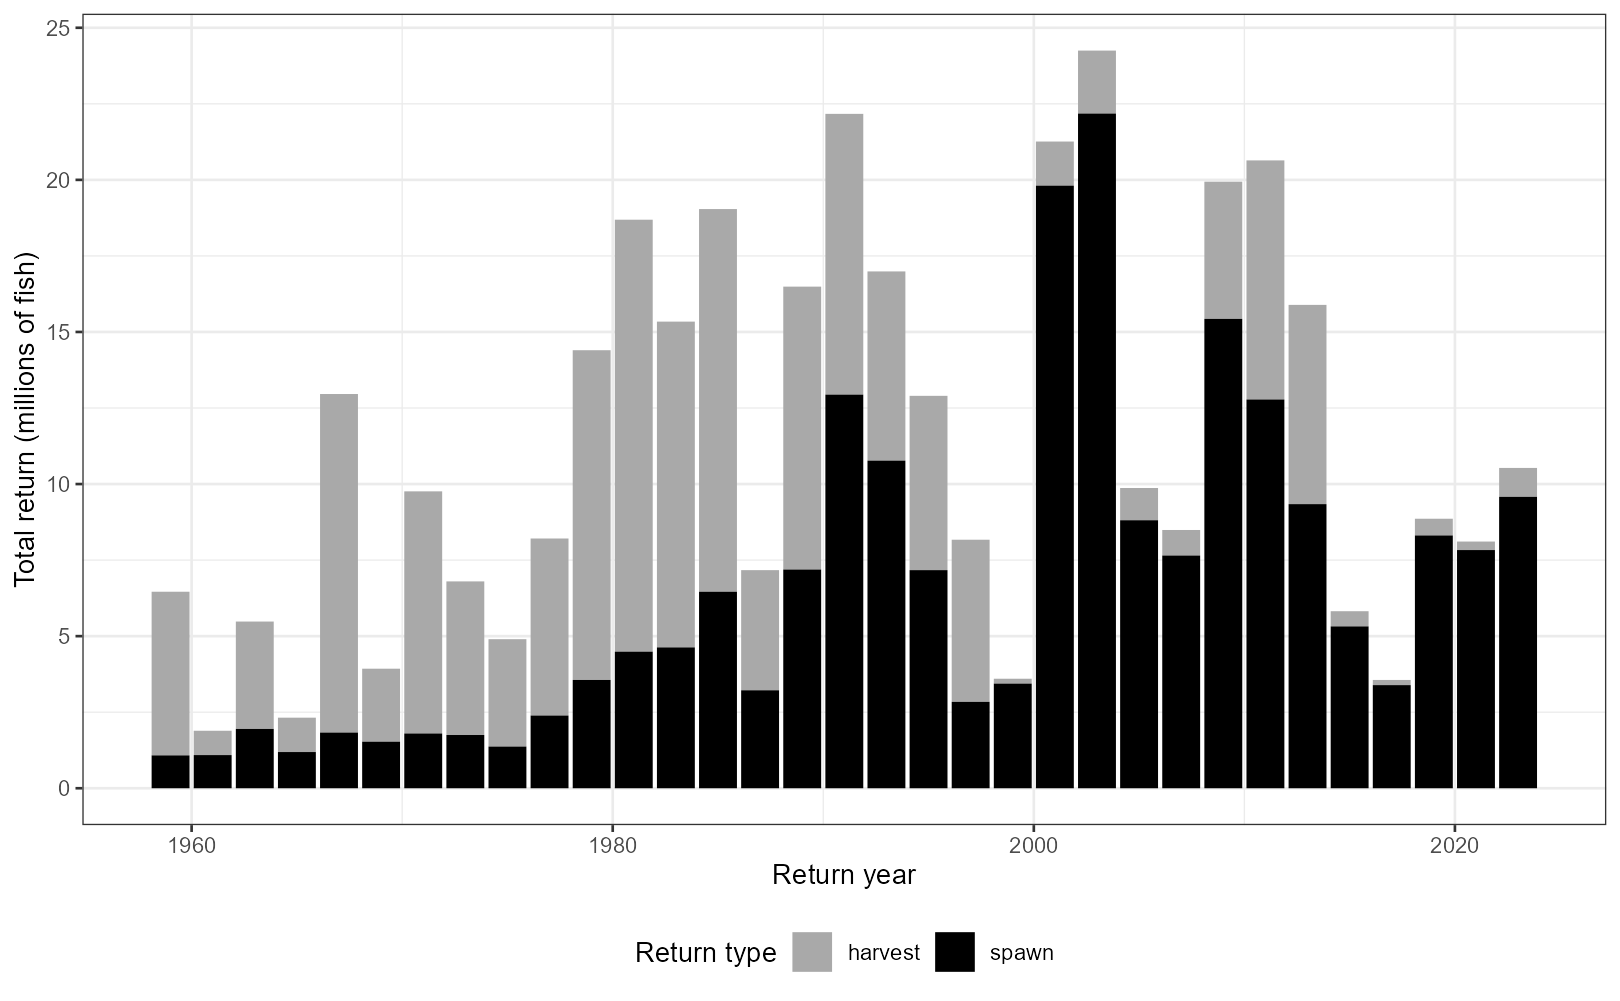 Total return (millions of fish)
25
20
15
10
5
0
1960 1980 2000 2020
Return year
Return type harvest spawn